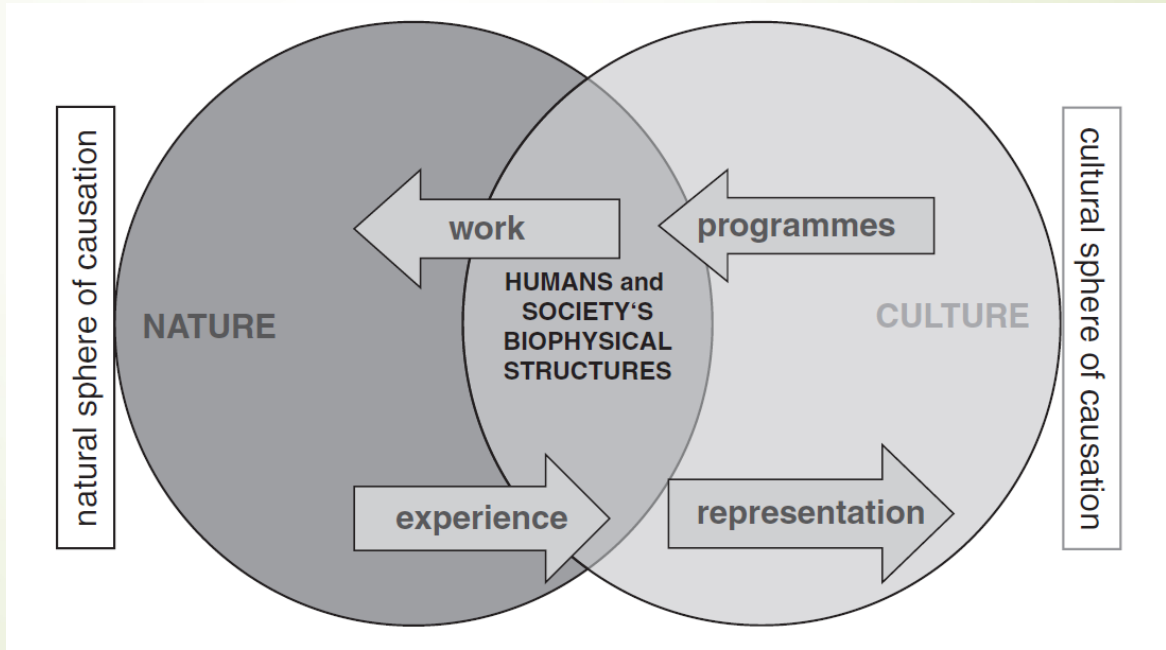 natural sphere of causation
work
programmes
HUMANS and
SOCIETY‘S
BIOPHYSICAL
STRUCTURES
NATURE
CULTURE
experience
representation
cultural sphere of causation